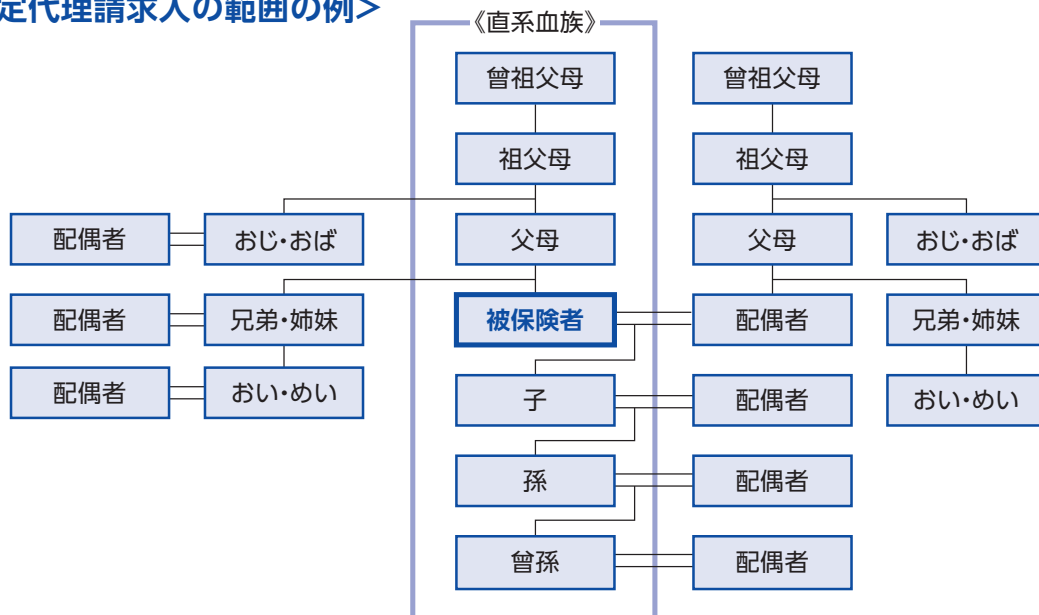 定代理請求人の範囲の例>
《直系血族》
曾祖父母
曾祖父母
祖父母
祖父母
配偶者
おじ・おば
父母
父母
おじ・おば
配偶者
兄弟・姉妹
被保険者
配偶者
兄弟・姉妹
配偶者
おい・めい
子
配偶者
おい・めい
孫
配偶者
曾孫
配偶者